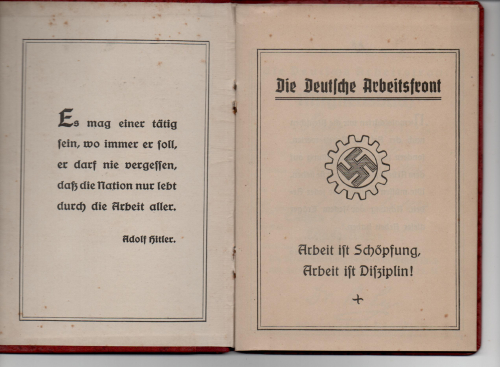 Es mag einer tätig
sein, wo immer er soll,
er darf nie vergessen,
daß die Nation nur lebt
durch die Arbeit aller.
Adolf Hitler.
Die Deutsche Arbeitsfront
Arbeit ist Schöpfung,
Arbeit ist Disziplin!